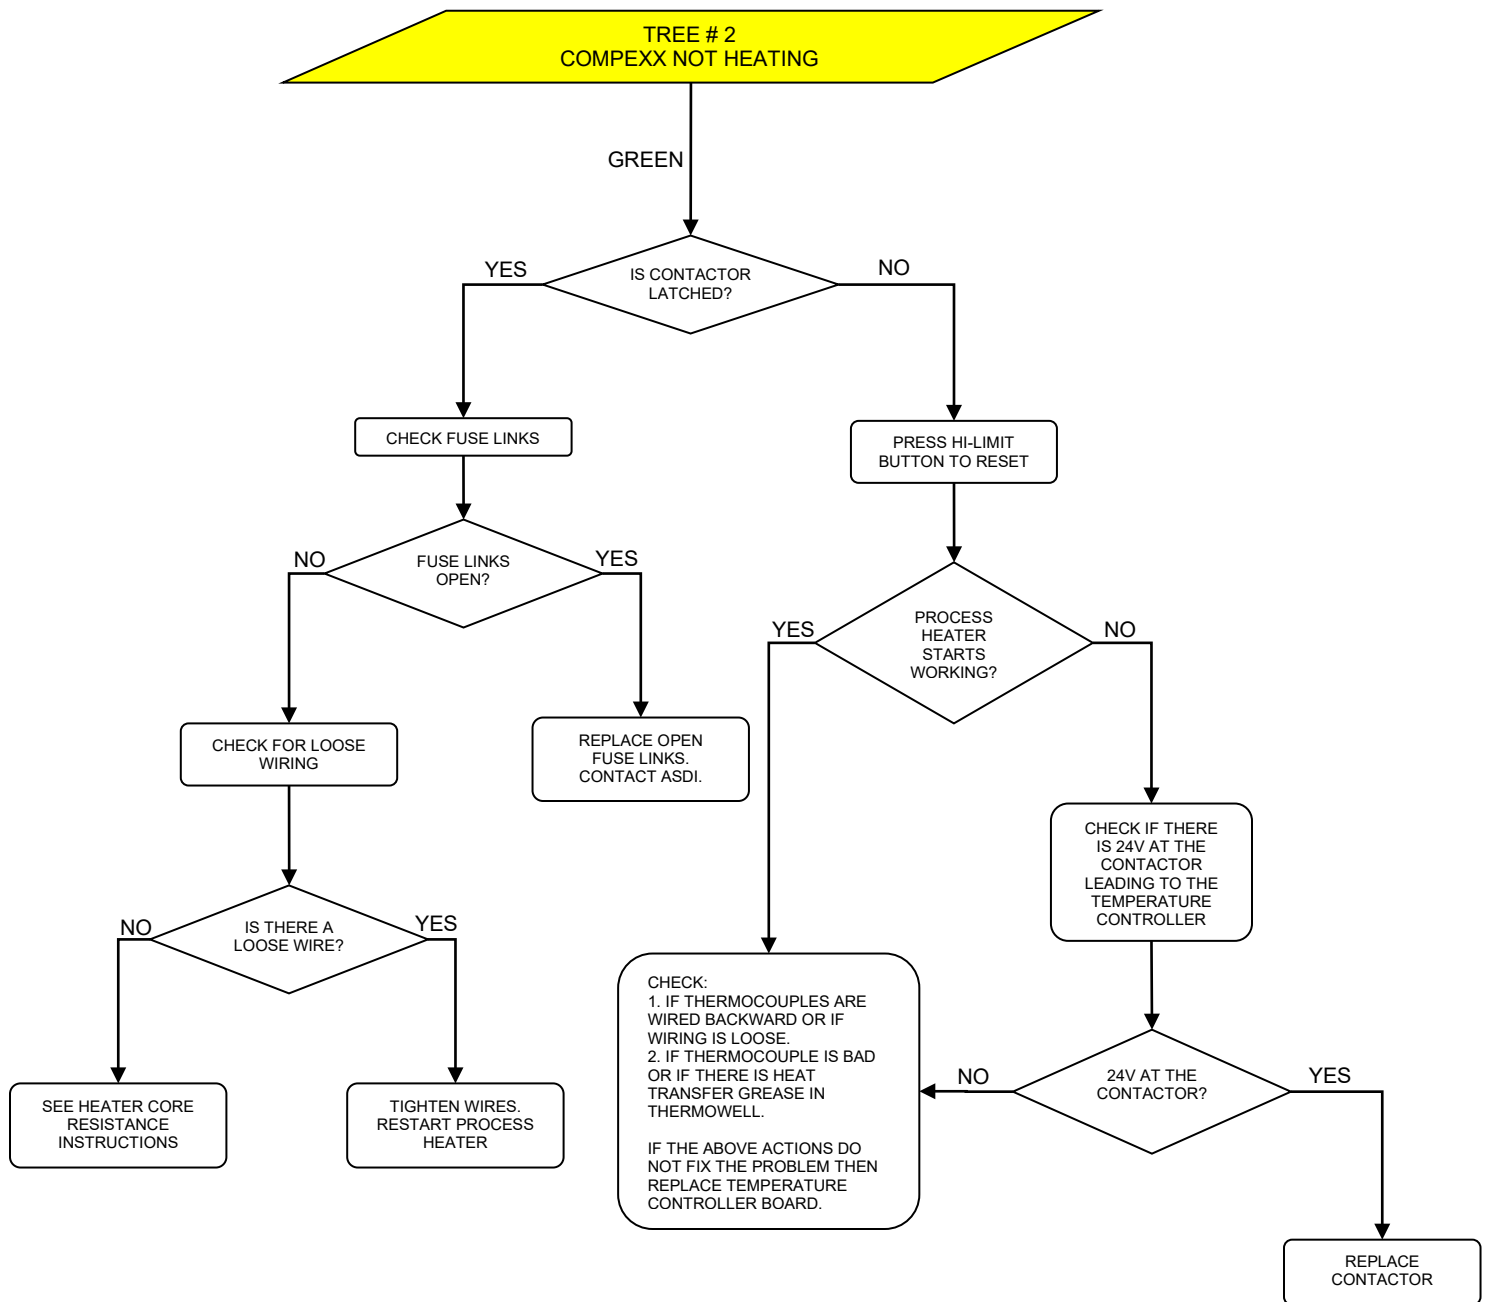 TREE # 2
COMPEXX NOT HEATING
GREEN
IS CONTACTOR
LATCHED?
YES
NO
CHECK FUSE LINKS
PRESS HI-LIMIT
BUTTON TO RESET
FUSE LINKS
OPEN?
NO
YES
PROCESS
HEATER
STARTS
WORKING?
YES
NO
CHECK FOR LOOSE
WIRING
REPLACE OPEN
FUSE LINKS.
CONTACT ASDI.
CHECK IF THERE
IS 24V AT THE
CONTACTOR
LEADING TO THE
TEMPERATURE
CONTROLLER
IS THERE A
LOOSE WIRE?
NO
YES
CHECK:
1. IF THERMOCOUPLES ARE
WIRED BACKWARD OR IF
WIRING IS LOOSE.
2. IF THERMOCOUPLE IS BAD
OR IF THERE IS HEAT
TRANSFER GREASE IN
THERMOWELL.
IF THE ABOVE ACTIONS DO
NOT FIX THE PROBLEM THEN
REPLACE TEMPERATURE
CONTROLLER BOARD.
NO
24V AT THE
CONTACTOR?
YES
SEE HEATER CORE
RESISTANCE
INSTRUCTIONS
TIGHTEN WIRES.
RESTART PROCESS
HEATER
REPLACE
CONTACTOR